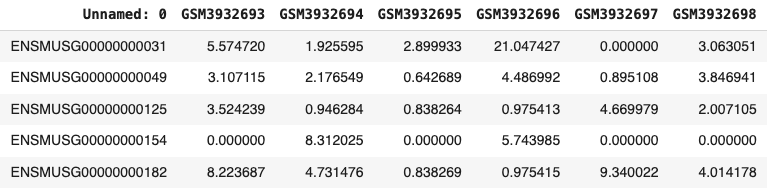 Unnamed: 0 GSM3932693 GSM3932694 GSM3932695 GSM3932696 GSM3932697 GSM3932698
ENSMUSG00000000031 5.574720 1.925595 2.899933 21.047427 0.000000 3.063051
ENSMUSG00000000049 3.107115 2.176549 0.642689 4.486992 0.895108 3.846941
ENSMUSG00000000125 3.524239 0.946284 0.838264 0.975413 4.669979 2.007105
ENSMUSG00000000154 0.000000 8.312025 0.000000 5.743985 0.000000 0.000000
ENSMUSG00000000182 8.223687 4.731476 0.838269 0.975415 9.340022 4.014178